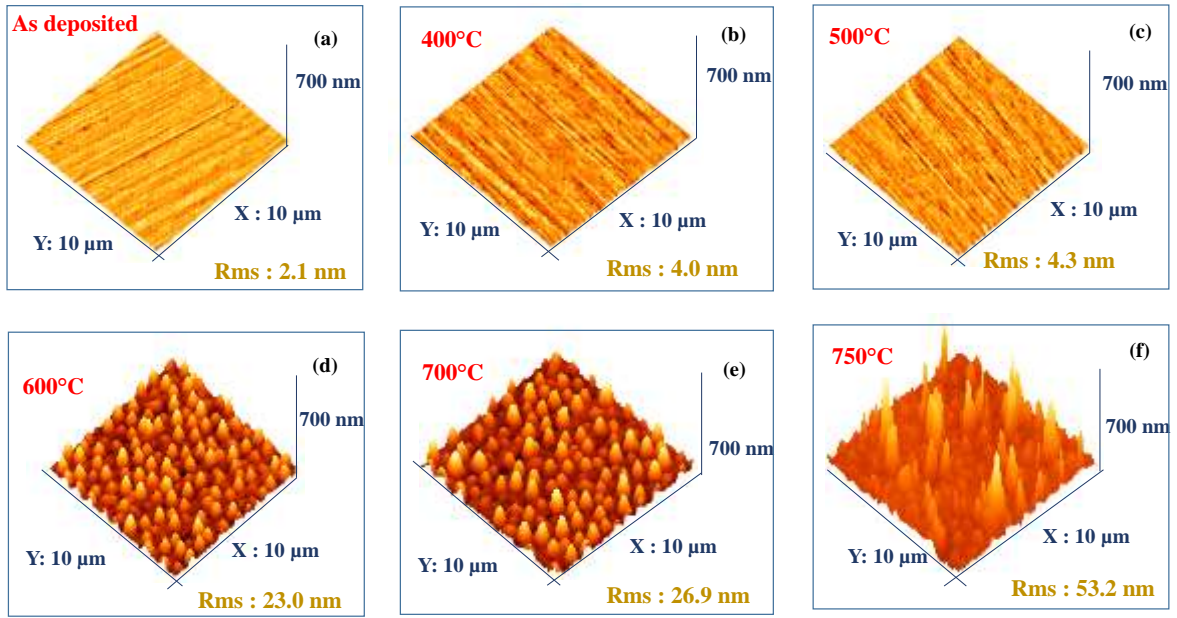 As deposited
(a)
700 nm
X : 10 µm
Y: 10 µm
Rms : 2.1 nm
400°C
(b)
700 nm
X : 10 µm
Y: 10 µm
Rms : 4.0 nm
500°C
(c)
700 nm
X : 10 µm
Y: 10 µm
Rms : 4.3 nm
600°C
(d)
700 nm
X : 10 µm
Y: 10 µm
Rms : 23.0 nm
700°C
(e)
700 nm
X : 10 µm
Y: 10 µm
Rms : 26.9 nm
750°C
(f)
700 nm
X : 10 µm
Y: 10 µm
Rms : 53.2 nm